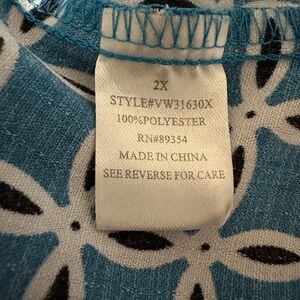 2X
STYLE#VW31630X
100%POLYESTER
RN#89354
MADE IN CHINA
SEE REVERSE FOR CARE